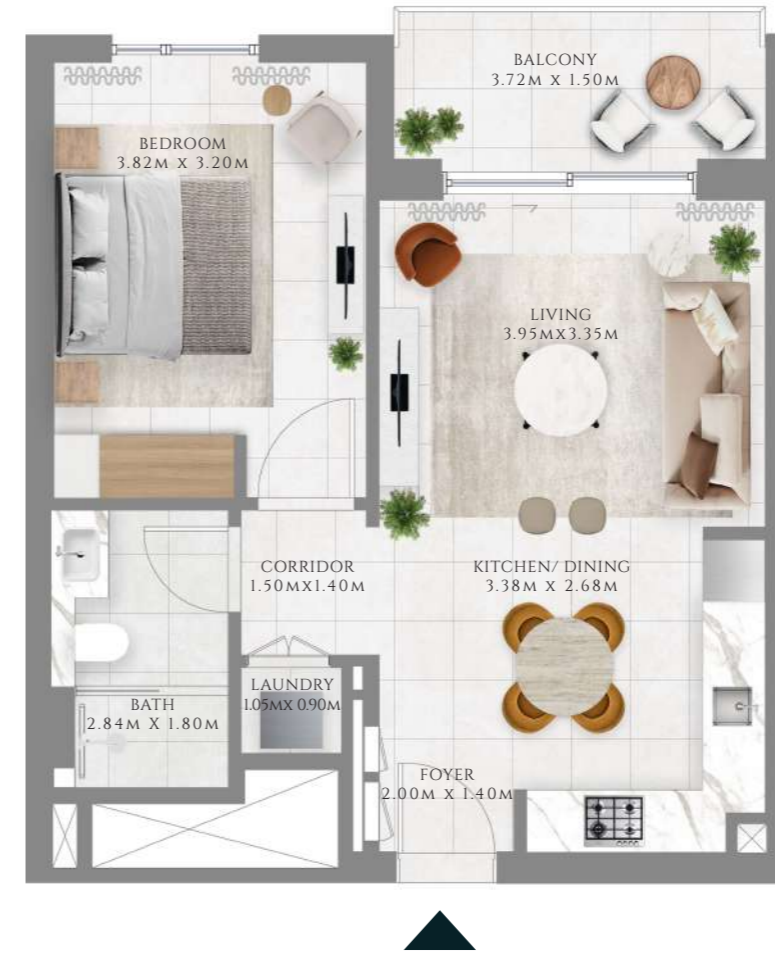 BALCONY
3.72M X 1.50M
BEDROOM
3.82M X 3.20M
LIVING
3.95MX3.35M
CORRIDOR
1.50MX1.40M
KITCHEN/ DINING
3.38M X 2.68M
LAUNDRY
1.05MX 0.90M
BATH
2.84M X 1.80M
FOYER
2.00M X 1.40M